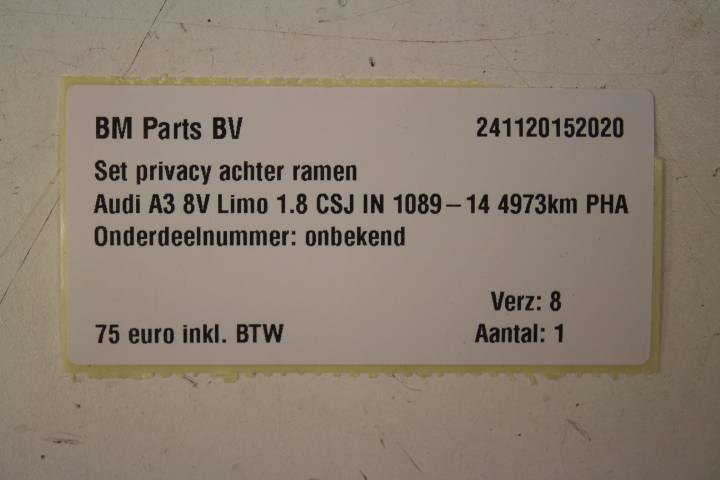 BM Parts BV 241120152020
Set privacy achter ramen
Audi A3 8V Limo 1.8 CSJ IN 1089-14 4973km PHA
Onderdeelnummer: onbekend
Verz: 8
75 euro inkl. BTW Aantal: 1